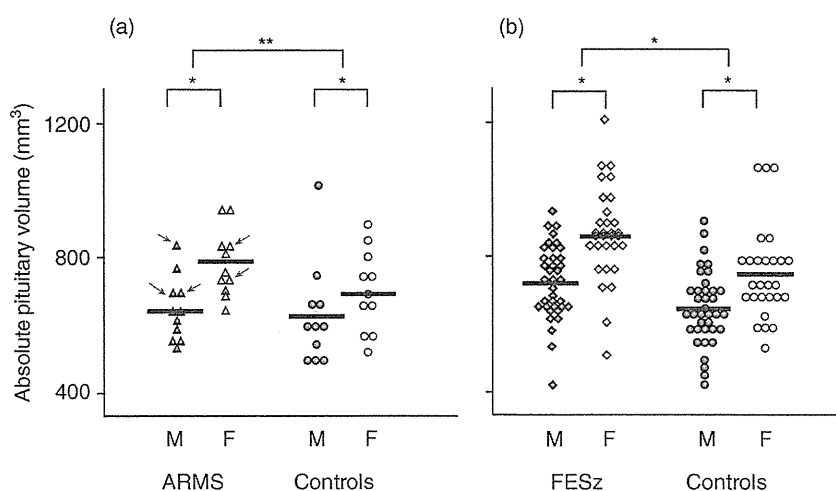 (a)
(b)
**
*
*
*
*
*
Absolute pituitary volume (mm³)
1200
800
400
M F M F
M F M F
ARMS Controls
FESz Controls